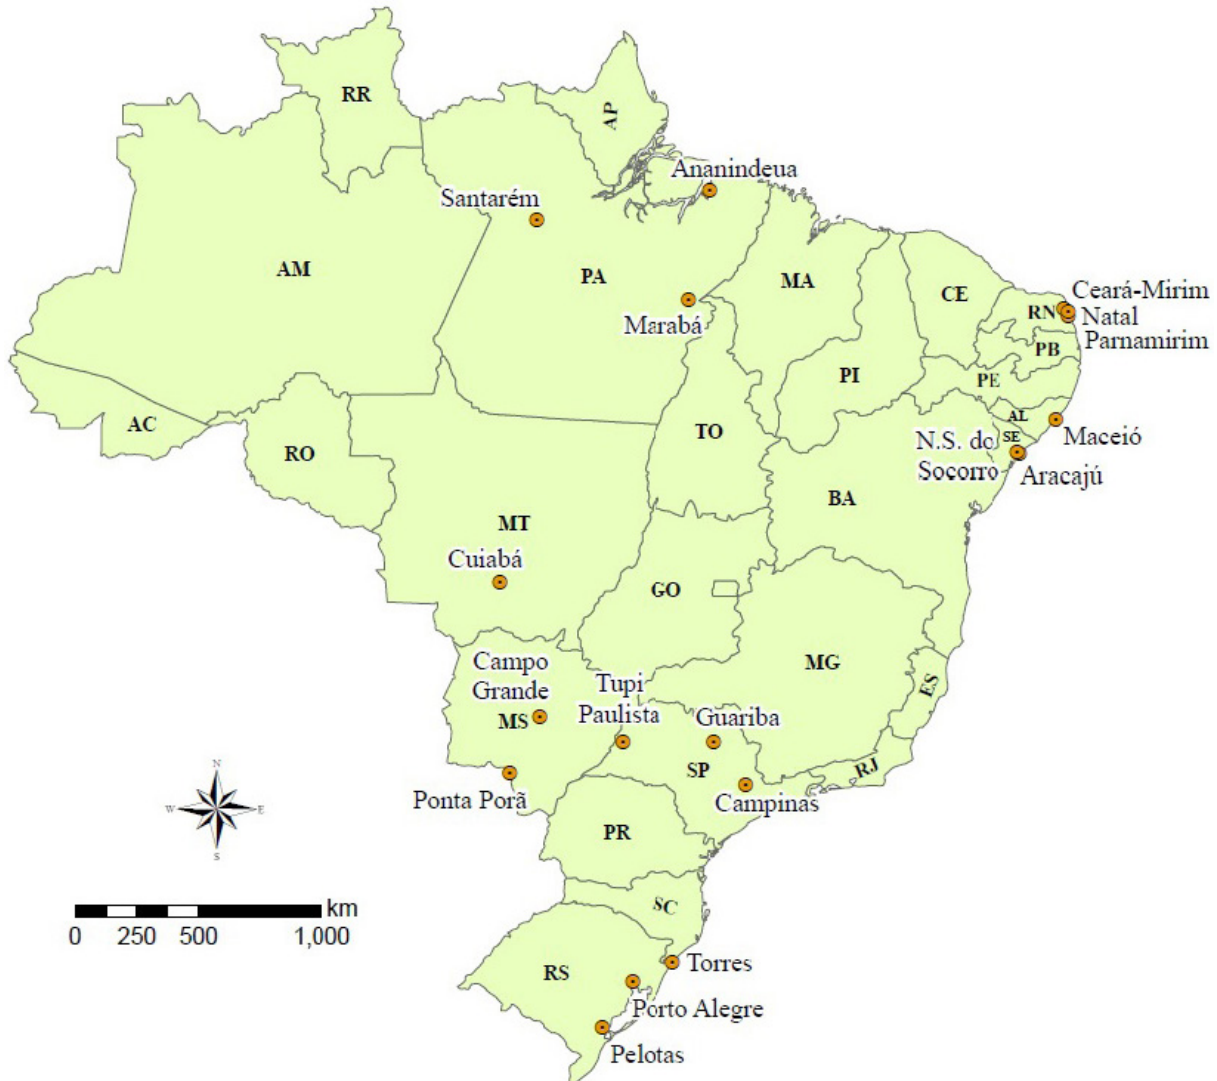 RR
AP
Ananindeua
Santarém
AM
PA
MA
CE
Ceará-Mirim
RN
Natal
Marabá
Parnamirim
PB
PI
PE
AC
AL
TO
SE
Maceió
RO
N.S. do
Socorro
Aracajú
BA
MT
Cuiabá
GO
Campo
Grande
MG
ES
Tupi
Paulista
MS
Guariba
SP
RJ
N
W
E
S
Ponta Porã
Campinas
PR
SC
km
0 250 500 1,000
Torres
RS
Porto Alegre
Pelotas